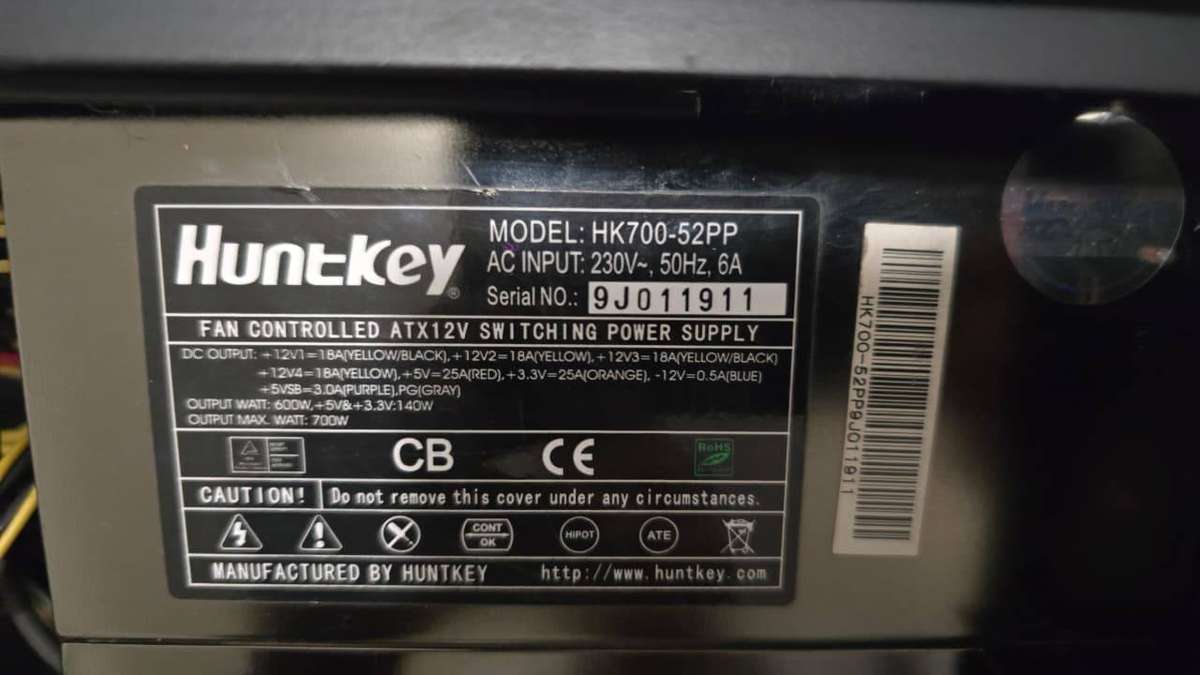 Huntkey®
MODEL: HK700-52PP
AC INPUT: 230V~, 50Hz, 6A
Serial NO.: 9J011911
FAN CONTROLLED ATX12V SWITCHING POWER SUPPLY
DC OUTPUT: +12V1=18A(YELLOW/BLACK), +12V2=18A(YELLOW), +12V3=18A(YELLOW/BLACK)
+12V4=18A(YELLOW), +5V=25A(RED), +3.3V=25A(ORANGE), -12V=0.5A(BLUE)
+5VSB=3.0A(PURPLE),PG(GRAY)
OUTPUT WATT: 600W, +5V&+3.3V:140W
OUTPUT MAX. WATT: 700W
CB CE RoHS
CAUTION! Do not remove this cover under any circumstances.
CONT OK HIPOT ATE
MANUFACTURED BY HUNTKEY http://www.huntkey.com
HK700-52PP9J011911